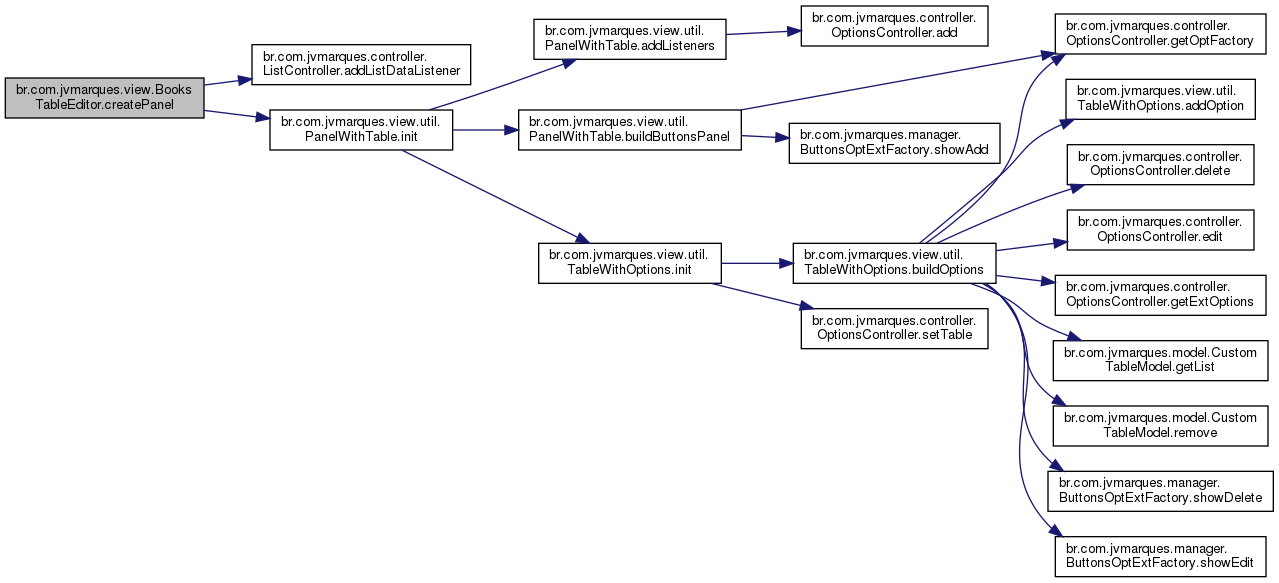 br.com.jvmarques.view.Books
TableEditor.createPanel
br.com.jvmarques.controller.
ListController.addListDataListener
br.com.jvmarques.view.util.
PanelWithTable.init
br.com.jvmarques.view.util.
PanelWithTable.addListeners
br.com.jvmarques.view.util.
PanelWithTable.buildButtonsPanel
br.com.jvmarques.view.util.
TableWithOptions.init
br.com.jvmarques.controller.
OptionsController.add
br.com.jvmarques.manager.
ButtonsOptExtFactory.showAdd
br.com.jvmarques.view.util.
TableWithOptions.buildOptions
br.com.jvmarques.controller.
OptionsController.setTable
br.com.jvmarques.controller.
OptionsController.getOptFactory
br.com.jvmarques.view.util.
TableWithOptions.addOption
br.com.jvmarques.controller.
OptionsController.delete
br.com.jvmarques.controller.
OptionsController.edit
br.com.jvmarques.controller.
OptionsController.getExtOptions
br.com.jvmarques.model.Custom
TableModel.getList
br.com.jvmarques.model.Custom
TableModel.remove
br.com.jvmarques.manager.
ButtonsOptExtFactory.showDelete
br.com.jvmarques.manager.
ButtonsOptExtFactory.showEdit